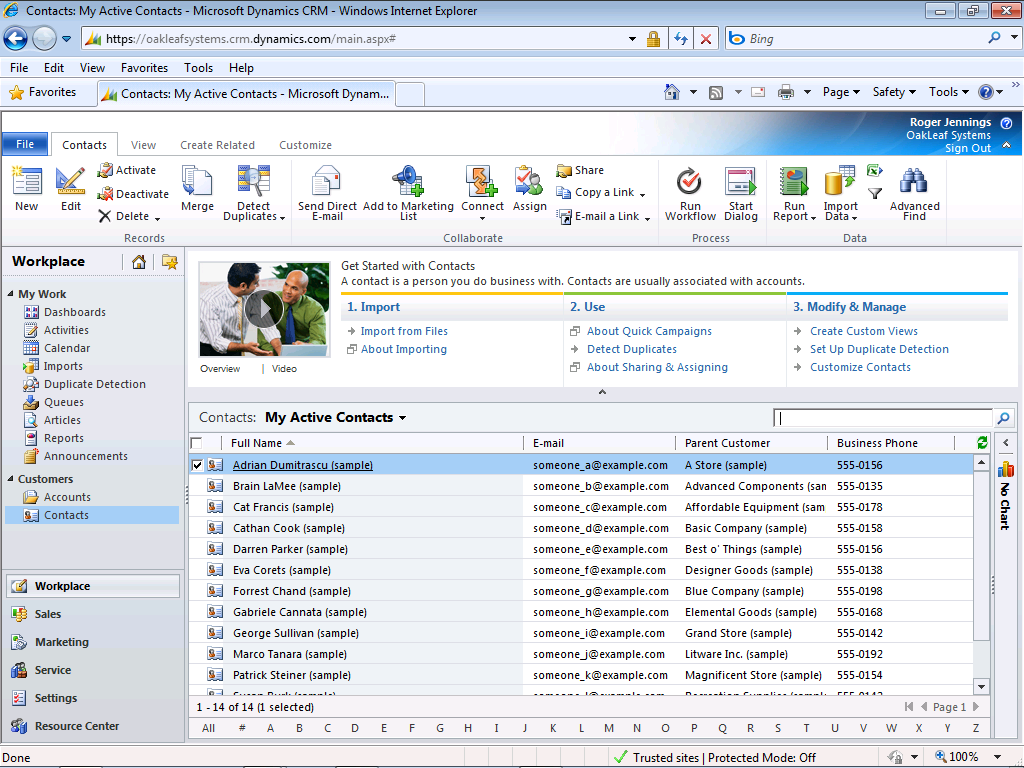 Contacts: My Active Contacts - Microsoft Dynamics CRM - Windows Internet Explorer
https://oakleafsystems.crm.dynamics.com/main.aspx#
Bing
File Edit View Favorites Tools Help
Favorites
Contacts: My Active Contacts - Microsoft Dynam...
Page Safety Tools
Roger Jennings
OakLeaf Systems
Sign Out
File Contacts View Create Related Customize
New
Edit
Activate
Deactivate
Delete
Merge
Detect Duplicates
Records
Send Direct E-mail
Add to Marketing List
Connect
Assign
Share
Copy a Link
E-mail a Link
Collaborate
Run Workflow
Start Dialog
Process
Run Report
Import Data
Advanced Find
Data
Workplace
My Work
Dashboards
Activities
Calendar
Imports
Duplicate Detection
Queues
Articles
Reports
Announcements
Customers
Accounts
Contacts
Workplace
Sales
Marketing
Service
Settings
Resource Center
Get Started with Contacts
A contact is a person you do business with. Contacts are usually associated with accounts.
Overview | Video
1. Import
Import from Files
About Importing
2. Use
About Quick Campaigns
Detect Duplicates
About Sharing & Assigning
3. Modify & Manage
Create Custom Views
Set Up Duplicate Detection
Customize Contacts
Contacts: My Active Contacts
Full Name E-mail Parent Customer Business Phone
Adrian Dumitrascu (sample) someone_a@example.com A Store (sample) 555-0156
Brain LaMee (sample) someone_b@example.com Advanced Components (san 555-0135
Cat Francis (sample) someone_c@example.com Affordable Equipment (sam 555-0178
Cathan Cook (sample) someone_d@example.com Basic Company (sample) 555-0158
Darren Parker (sample) someone_e@example.com Best o' Things (sample) 555-0156
Eva Corets (sample) someone_f@example.com Designer Goods (sample) 555-0138
Forrest Chand (sample) someone_g@example.com Blue Company (sample) 555-0198
Gabriele Cannata (sample) someone_h@example.com Elemental Goods (sample) 555-0168
George Sullivan (sample) someone_i@example.com Grand Store (sample) 555-0142
Marco Tanara (sample) someone_j@example.com Litware Inc. (sample) 555-0192
Patrick Steiner (sample) someone_k@example.com Magnificent Store (sample) 555-0154
No Chart
1 - 14 of 14 (1 selected)
Page 1
All # A B C D E F G H I J K L M N O P Q R S T U V W X Y Z
Done
Trusted sites | Protected Mode: Off
100%